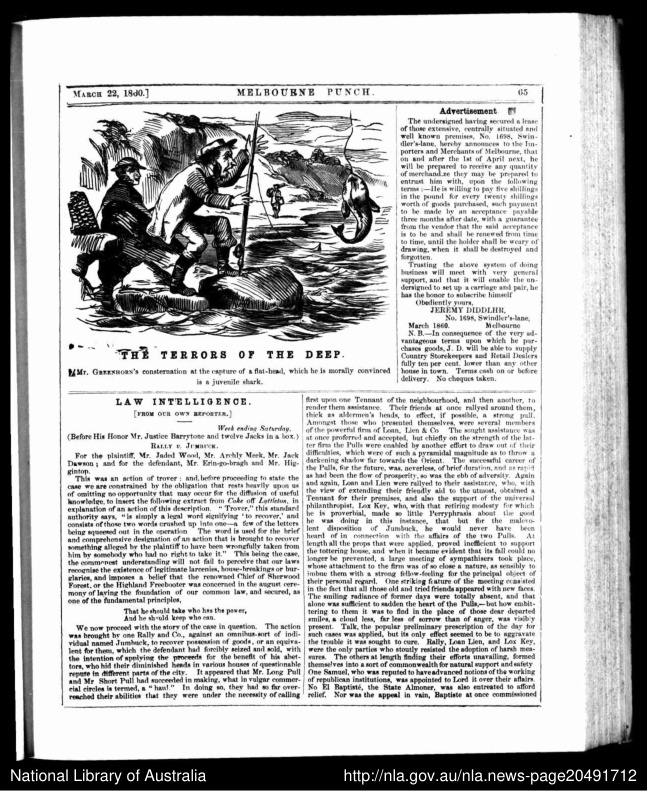 MARCH 22, 1860.]
MELBOURNE PUNCH.
65
THE TERRORS OF THE DEEP.
MR. GREENHORN'S consternation at the capture of a flat-head, which he is morally convinced
is a juvenile shark.
Advertisement
The undersigned having secured a lease
of those extensive, centrally situated and
well known premises, No. 1698, Swin-
dler's-lane, hereby announces to the Im-
porters and Merchants of Melbourne, that
on and after the 1st of April next, he
will be prepared to receive any quantity
of merchandize they may be prepared to
entrust him with, upon the following
terms :—He is willing to pay five shillings
in the pound for every twenty shillings
worth of goods purchased, such payment
to be made by an acceptance payable
three months after date, with a guarantee
from the vendor that the said acceptance
is to be and shall be renewed from time
to time, until the holder shall be weary of
drawing, when it shall be destroyed and
forgotten.
Trusting the above system of doing
business will meet with very general
support, and that it will enable the un-
dersigned to set up a carriage and pair, he
has the honor to subscribe himself
Obediently yours,
JEREMY DIDDLER,
No. 1698, Swindler's-lane,
March 1860. Melbourne
N. B.—In consequence of the very ad-
vantageous terms upon which he pur-
chases goods, J. D. will be able to supply
Country Storekeepers and Retail Dealers
fully ten per cent. lower than any other
house in town. Terms cash on or before
delivery. No cheques taken.
LAW INTELLIGENCE.
[FROM OUR OWN REPORTER.]
Week ending Saturday.
(Before His Honor Mr. Justice Barrytone and twelve Jacks in a box.)
RALLY v. JUMBUCK.
For the plaintiff, Mr. Jaded Wood, Mr. Archly Meek, Mr. Jack
Dawson ; and for the defendant, Mr. Erin-go-bragh and Mr. Hig-
gintop.
This was an action of trover : and, before proceeding to state the
case we are constrained by the obligation that rests heavily upon us
of omitting no opportunity that may occur for the diffusion of useful
knowledge, to insert the following extract from Coke off Lyttleton, in
explanation of an action of this description. "Trover," this standard
authority says, "is simply a legal word signifying 'to recover,' and
consists of those two words crushed up into one—a few of the letters
being squeezed out in the operation The word is used for the brief
and comprehensive designation of an action that is brought to recover
something alleged by the plaintiff to have been wrongfully taken from
him by somebody who had no right to take it." This being the case,
the commonest understanding will not fail to perceive that our laws
recognise the existence of legitimate larcenies, house-breakings or bur-
glaries, and imposes a belief that the renowned Chief of Sherwood
Forest, or the Highland Freebooter was concerned in the august cere-
mony of laying the foundation of our common law, and secured, as
one of the fundamental principles,
That he should take who has the power,
And he should keep who can.
We now proceed with the story of the case in question. The action
was brought by one Rally and Co., against an omnibus-sort of indi-
vidual named Jumbuck, to recover possession of goods, or an equiva-
lent for them, which the defendant had forcibly seized and sold, with
the intention of applying the proceeds for the benefit of his abet-
tors, who hid their diminished heads in various houses of questionable
repute in different parts of the city. It appeared that Mr. Long Pull
and Mr Short Pull had succeeded in making, what in vulgar commer-
cial circles is termed, a "haul." In doing so, they had so far over-
reached their abilities that they were under the necessity of calling
first upon one Tennant of the neighbourhood, and then another, to
render them assistance. Their friends at once rallyed around them,
thick as aldermen's heads, to effect, if possible, a strong pull.
Amongst those who presented themselves, were several members
of the powerful firm of Loan, Lien & Co The sought assistance was
at once proferred and accepted, but chiefly on the strength of the lat-
ter firm the Pulls were enabled by another effort to draw out of their
difficulties, which were of such a pyramidal magnitude as to throw a
darkening shadow far towards the Orient. The successful career of
the Pulls, for the future, was, neverless, of brief duration, and as rapid
as had been the flow of prosperity, so was the ebb of adversity. Again
and again, Loan and Lien were rallyed to their assistance, who, with
the view of extending their friendly aid to the utmost, obtained a
Tennant for their premises, and also the support of the universal
philanthropist, Lox Key, who, with that retiring modesty for which
he is proverbial, made so little Perryphrasis about the good
he was doing in this instance, that but for the malevo-
lent disposition of Jumbuck, he would never have been
heard of in connection with the affairs of the two Pulls. At
length all the props that were applied, proved inefficient to support
the tottering house, and when it became evident that its fall could no
longer be prevented, a large meeting of sympathisers took place,
whose attachment to the firm was of so close a nature, as sensibly to
imbue them with a strong fellow-feeling for the principal object of
their personal regard. One striking feature of the meeting consisted
in the fact that all those old and tried friends appeared with new faces.
The smiling radiance of former days were totally absent, and that
alone was sufficient to sadden the heart of the Pulls,—but how embit-
tering to them it was to find in the place of those dear departed
smiles, a cloud less, far less of sorrow than of anger, was visibly
present. Talk, the popular preliminary prescription of the day for
such cases was applied, but its only effect seemed to be to aggravate
the trouble it was sought to cure. Rally, Loan Lien, and Lox Key,
were the only parties who stoutly resisted the adoption of harsh mea-
sures. The others at length finding their efforts unavailing, formed
themselves into a sort of commonwealth for natural support and safety
One Samuel, who was reputed to have advanced notions of the working
of republican institutions, was appointed to Lord it over their affairs.
No El Baptisté, the State Almoner, was also entreated to afford
relief. Nor was the appeal in vain, Baptiste at once commissioned
National Library of Australia
http://nla.gov.au/nla.news-page20491712